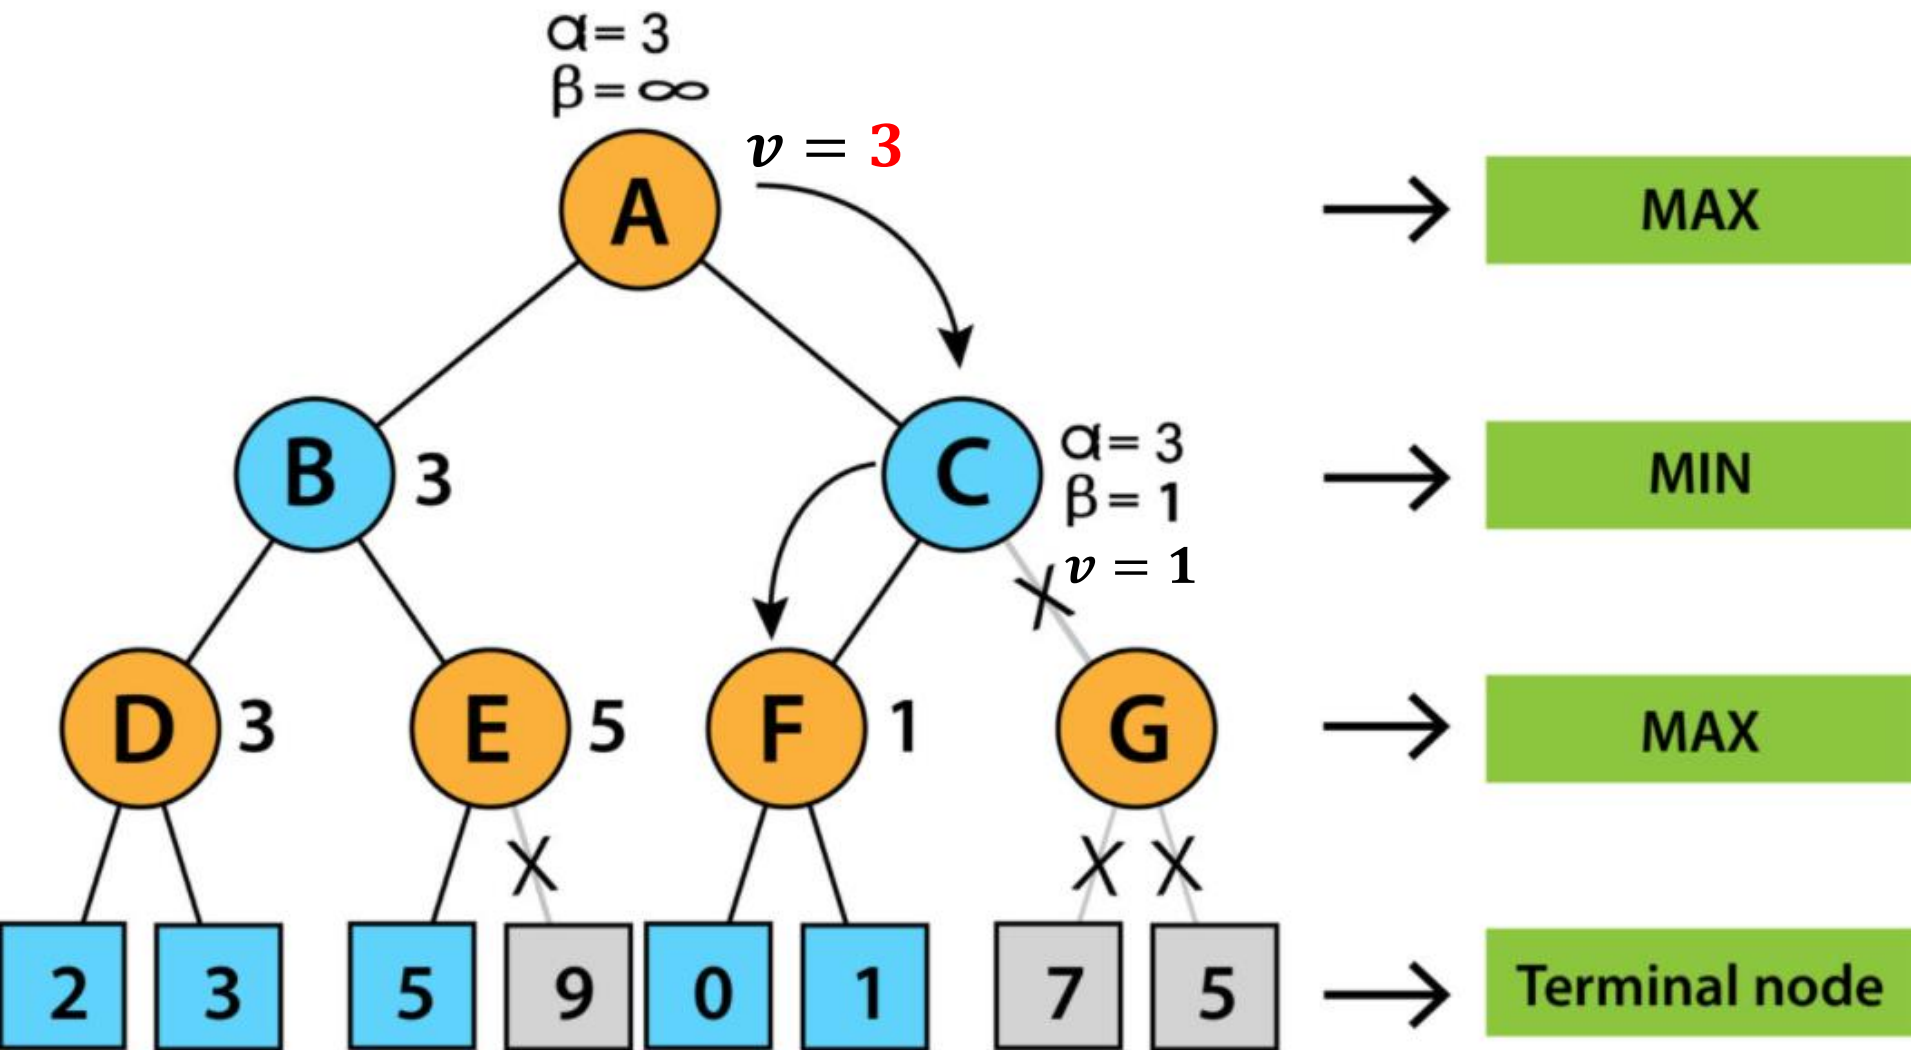 α= 3
β= ∞
v = 3
A
MAX
B 3
C
α= 3
β= 1
v = 1
MIN
D 3
E 5
F 1
G
MAX
X
X X
2 3 5 9 0 1 7 5
Terminal node